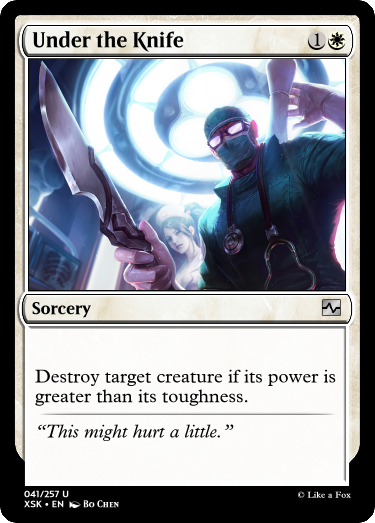 Under the Knife 1
Sorcery
Destroy target creature if its power is
greater than its toughness.
“This might hurt a little.”
041/257 U
XSK • EN Bo Chen
© Like a Fox